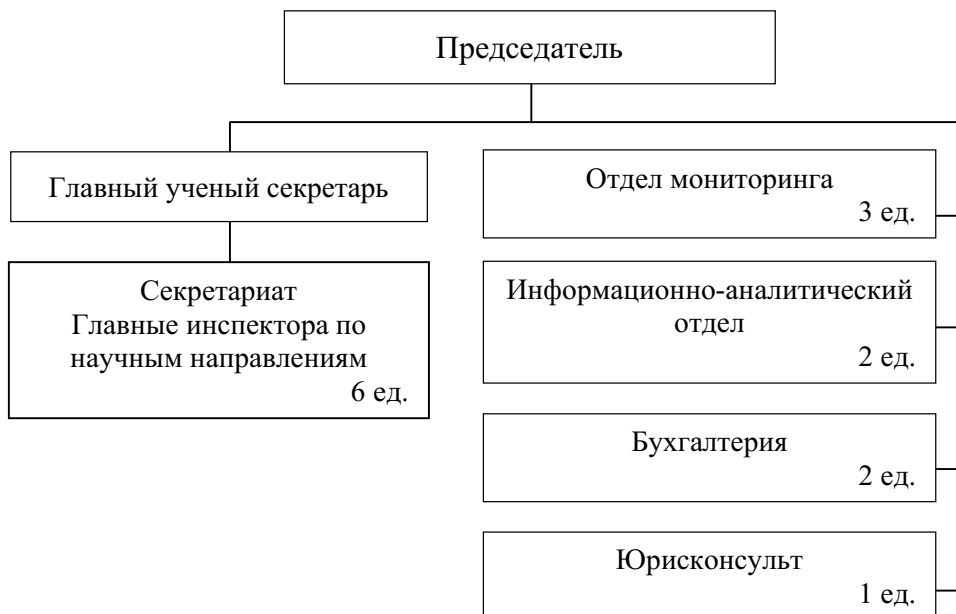 Председатель
Главный ученый секретарь
Секретариат
Главные инспектора по
научным направлениям
6 ед.
Отдел мониторинга
3 ед.
Информационно-аналитический
отдел
2 ед.
Бухгалтерия
2 ед.
Юрисконсульт
1 ед.